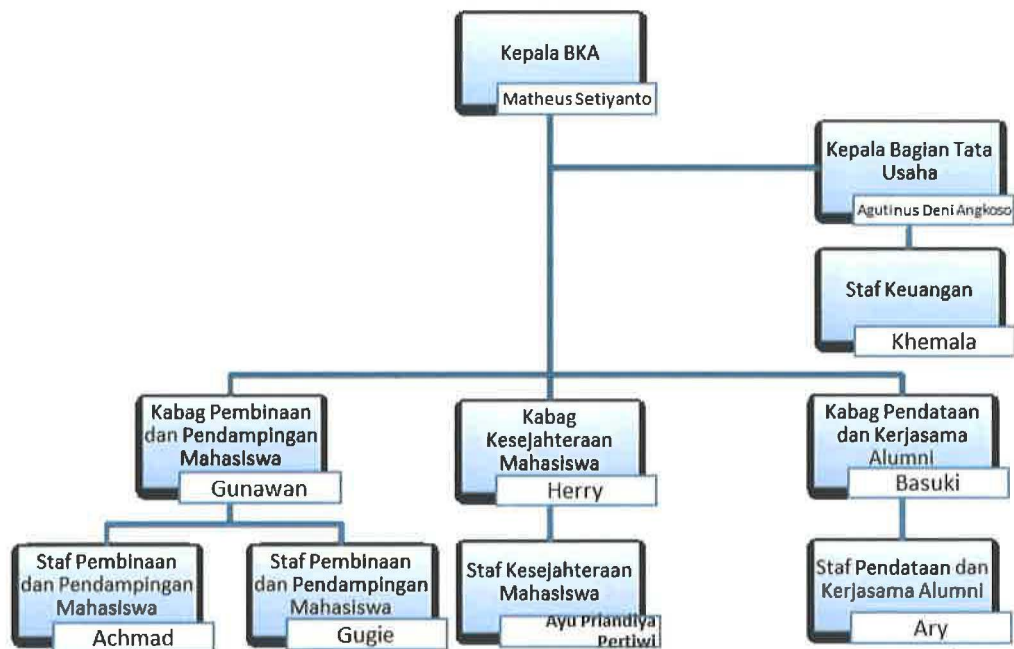 Kepala BKA
Matheus Setiyanto
Kepala Bagian Tata
Usaha
Agutinus Deni Angkoso
Staf Keuangan
Khemala
Kabag Pembinaan
dan Pendampingan
Mahasiswa
Gunawan
Kabag
Kesejahteraan
Mahasiswa
Herry
Kabag Pendataan
dan Kerjasama
Alumni
Basuki
Staf Pembinaan
dan Pendampingan
Mahasiswa
Achmad
Staf Pembinaan
dan Pendampingan
Mahasiswa
Gugie
Staf Kesejahteraan
Mahasiswa
Ayu Priandiya
Pertiwi
Staf Pendataan dan
Kerjasama Alumni
Ary